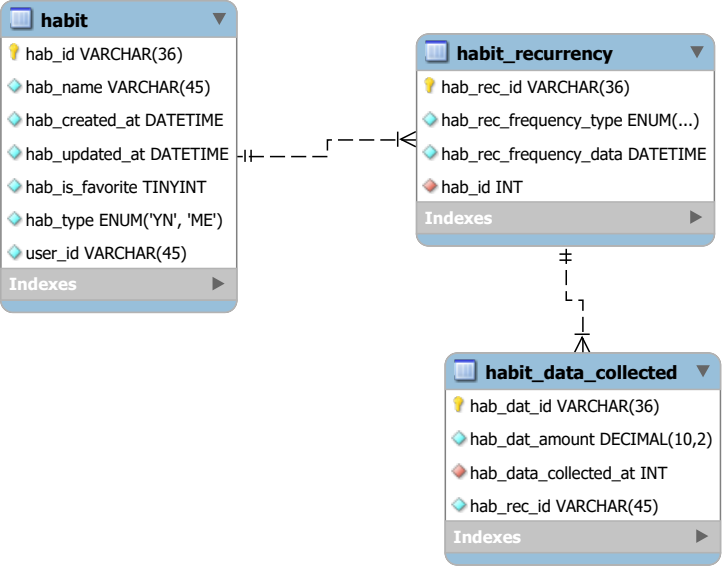 habit
hab_id VARCHAR(36)
hab_name VARCHAR(45)
hab_created_at DATETIME
hab_updated_at DATETIME
hab_is_favorite TINYINT
hab_type ENUM('YN', 'ME')
user_id VARCHAR(45)
Indexes
habit_recurrency
hab_rec_id VARCHAR(36)
hab_rec_frequency_type ENUM(...)
hab_rec_frequency_data DATETIME
hab_id INT
Indexes
habit_data_collected
hab_dat_id VARCHAR(36)
hab_dat_amount DECIMAL(10,2)
hab_data_collected_at INT
hab_rec_id VARCHAR(45)
Indexes